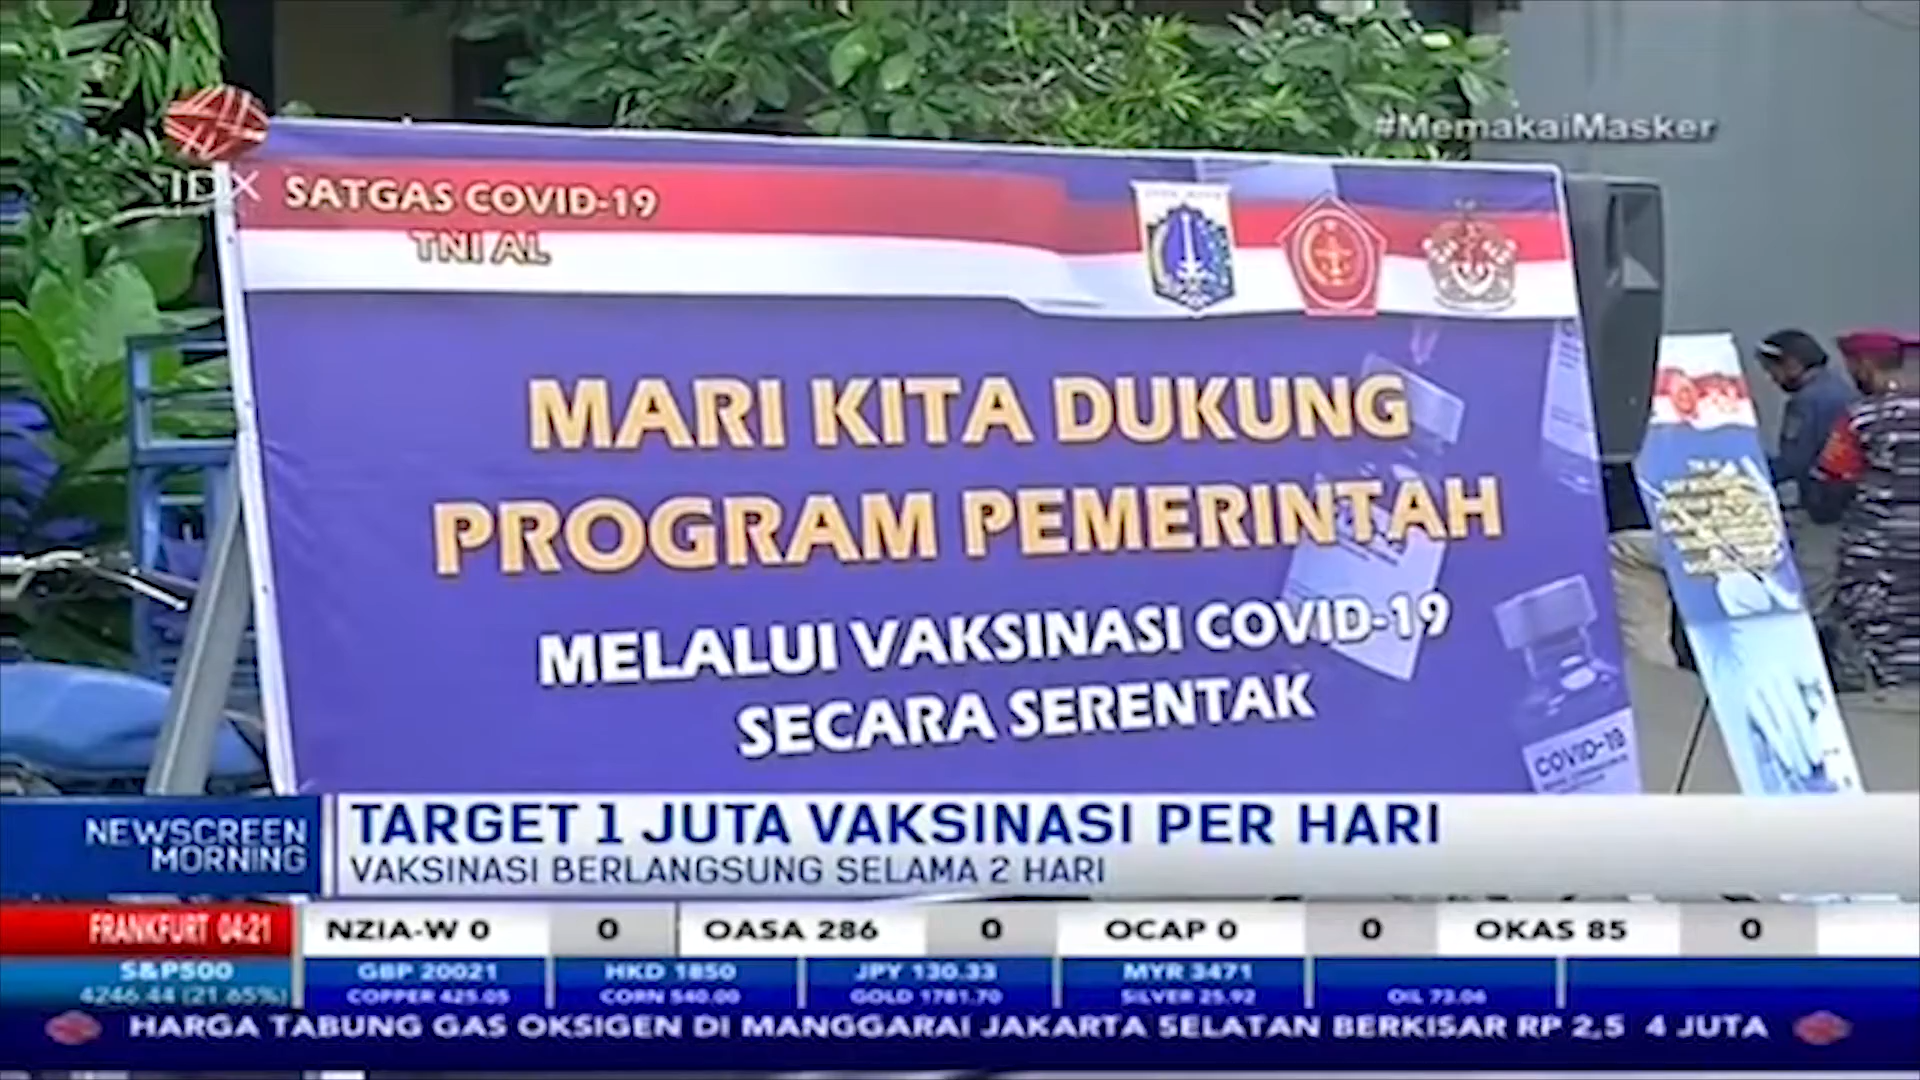 #MemakaiMasker
IDX
SATGAS COVID-19
TNI AL
MARI KITA DUKUNG
PROGRAM PEMERINTAH
MELALUI VAKSINASI COVID-19
SECARA SERENTAK
COVID-19
NEWSCREEN
MORNING
TARGET 1 JUTA VAKSINASI PER HARI
VAKSINASI BERLANGSUNG SELAMA 2 HARI
FRANKFURT 04:21
NZIA-W 0 0 OASA 286 0 OCAP 0 0 OKAS 85 0
S&P500 GBP 20021 HKD 1850 JPY 130.33 MYR 3471
4246.44 (21.65%) COPPER 425.05 CORN 540.00 GOLD 1781.70 SILVER 25.92 OIL 73.06
HARGA TABUNG GAS OKSIGEN DI MANGGARAI JAKARTA SELATAN BERKISAR RP 2,5 4 JUTA